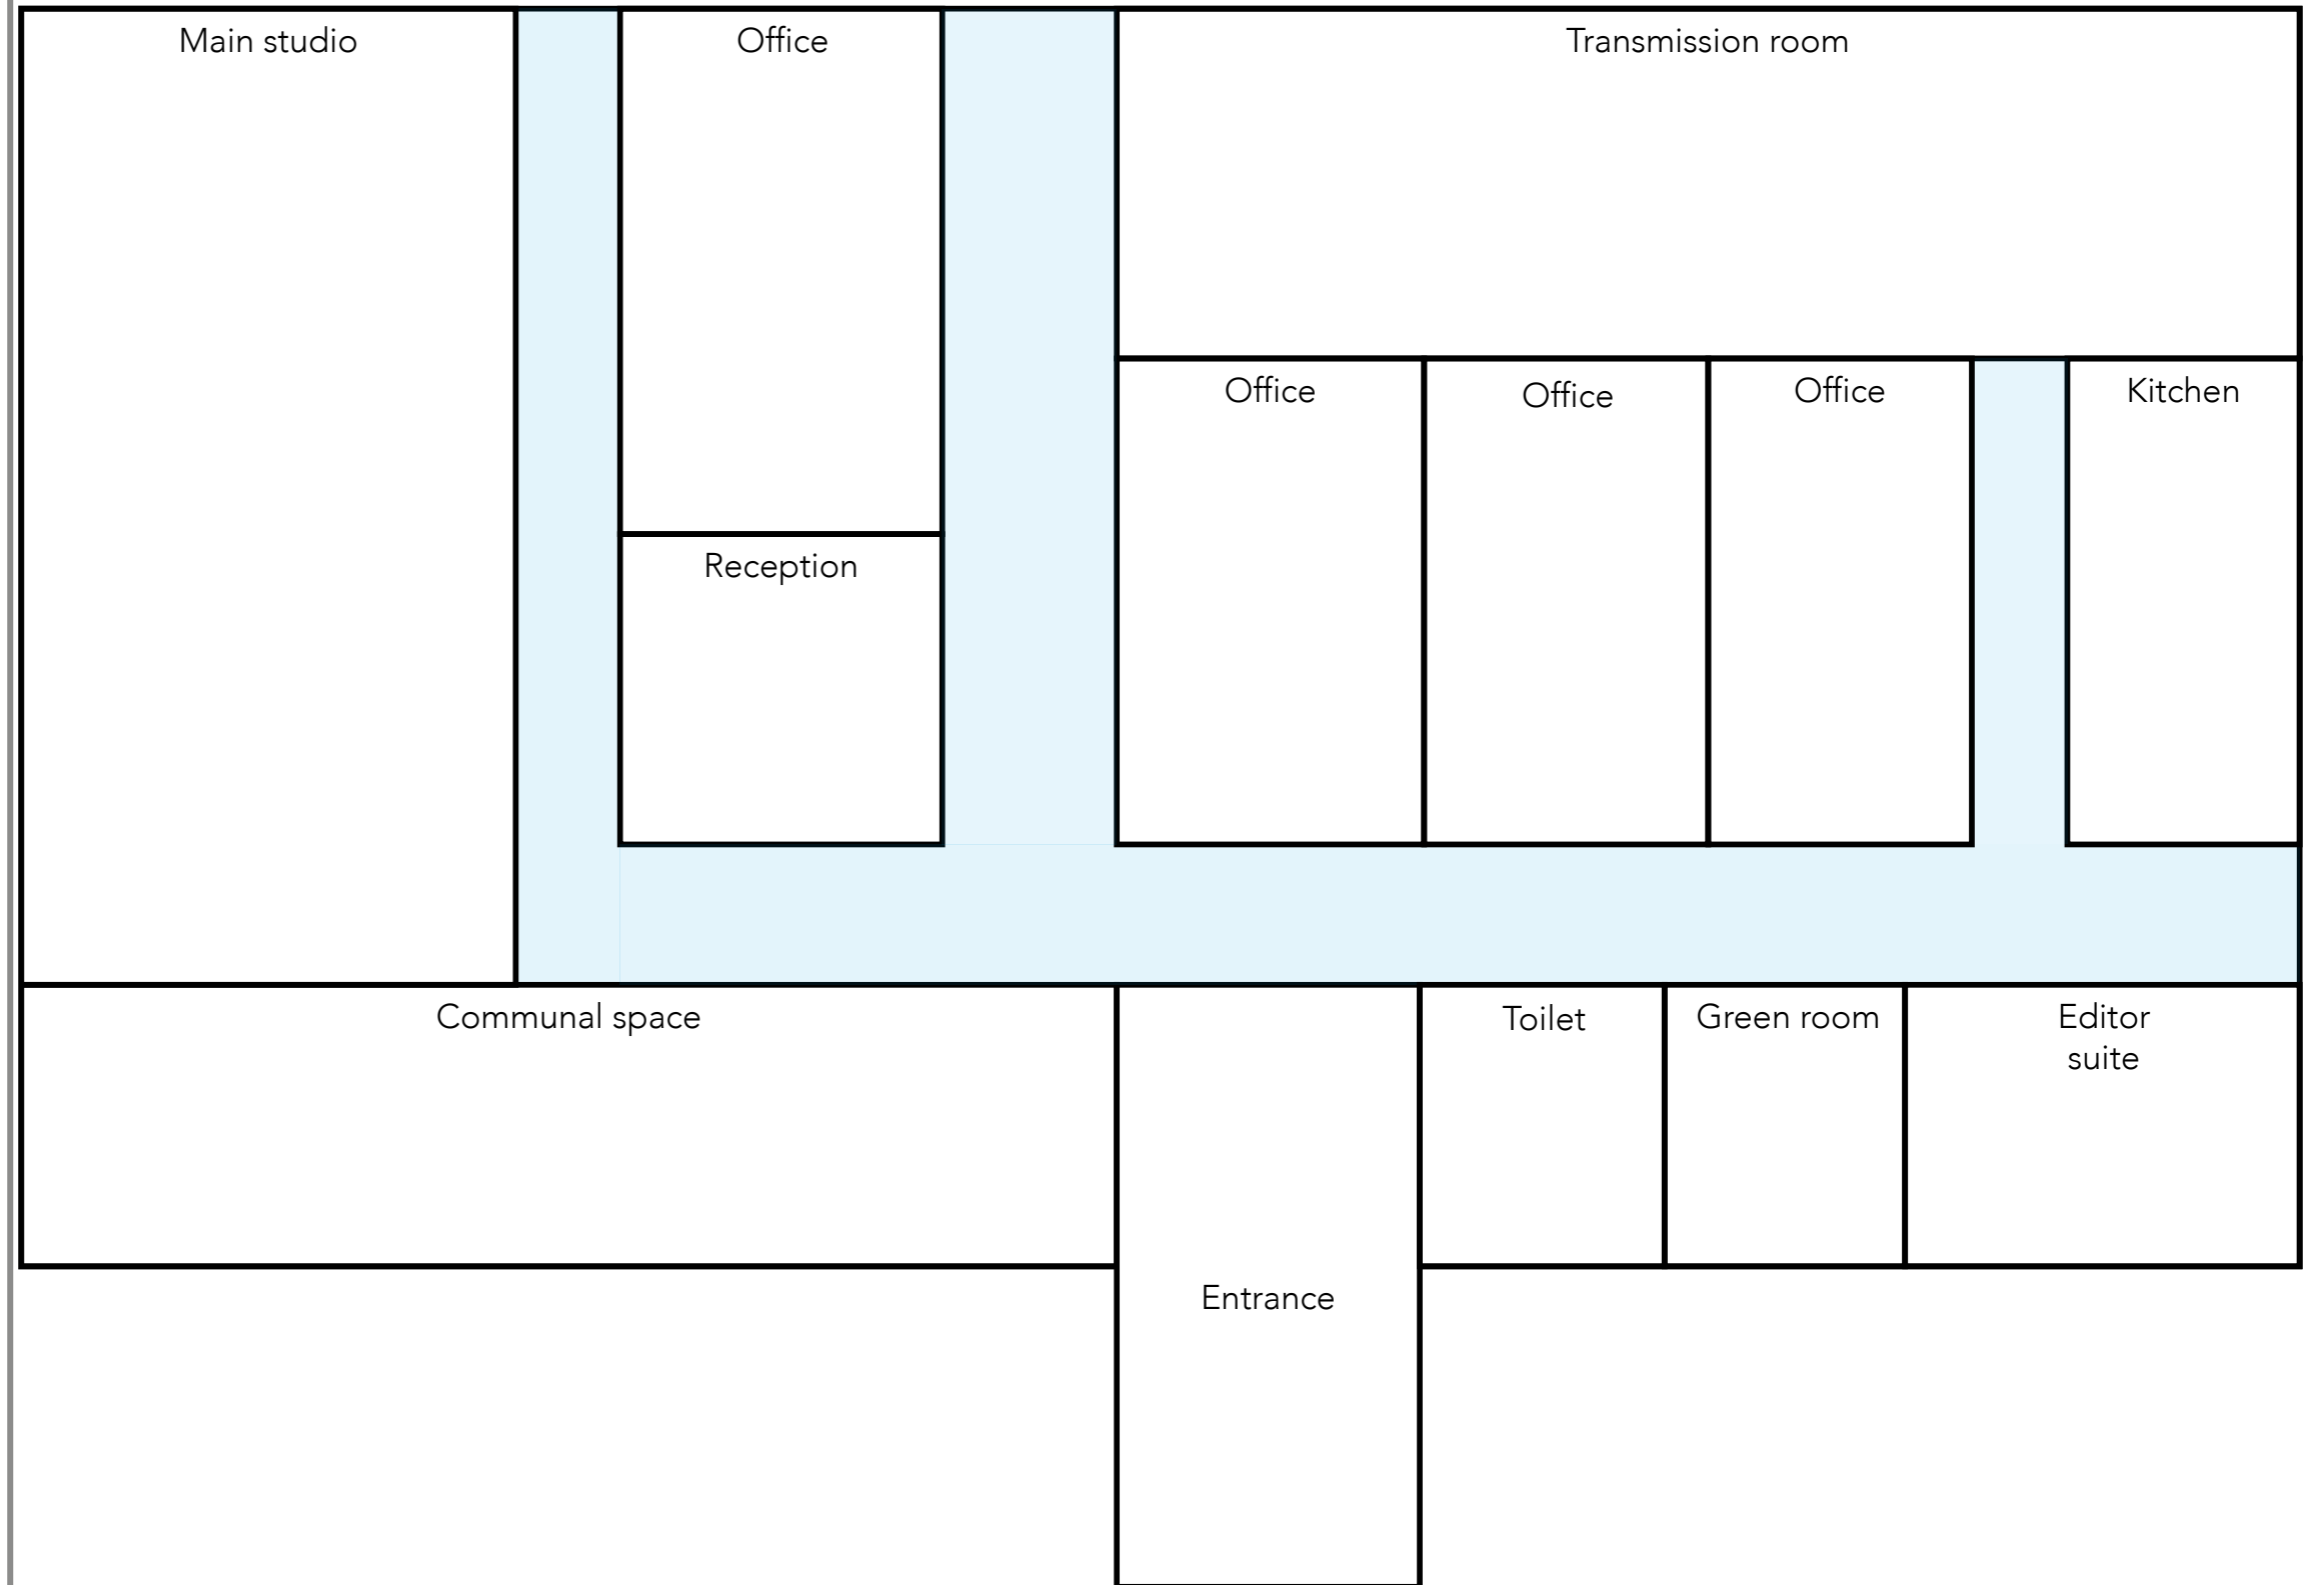 Main studio
Office
Transmission room
Office
Office
Office
Kitchen
Reception
Communal space
Toilet
Green room
Editor
suite
Entrance